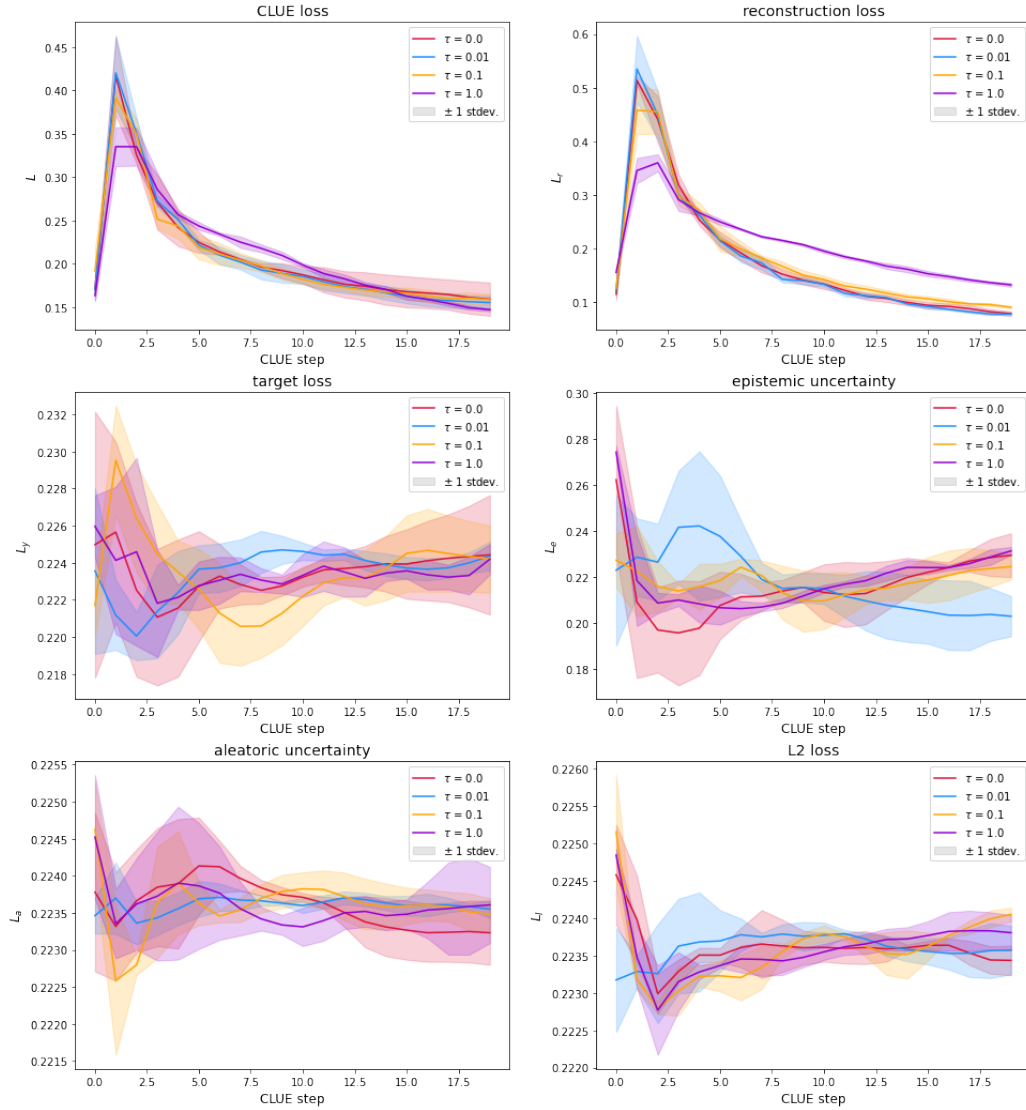 CLUE loss
L
0.45
0.40
0.35
0.30
0.25
0.20
0.15
τ = 0.0
τ = 0.01
τ = 0.1
τ = 1.0
± 1 stdev.
0.0 2.5 5.0 7.5 10.0 12.5 15.0 17.5
CLUE step
reconstruction loss
Lr
0.6
0.5
0.4
0.3
0.2
0.1
τ = 0.0
τ = 0.01
τ = 0.1
τ = 1.0
± 1 stdev.
0.0 2.5 5.0 7.5 10.0 12.5 15.0 17.5
CLUE step
target loss
Ly
0.232
0.230
0.228
0.226
0.224
0.222
0.220
0.218
τ = 0.0
τ = 0.01
τ = 0.1
τ = 1.0
± 1 stdev.
0.0 2.5 5.0 7.5 10.0 12.5 15.0 17.5
CLUE step
epistemic uncertainty
Le
0.30
0.28
0.26
0.24
0.22
0.20
0.18
τ = 0.0
τ = 0.01
τ = 0.1
τ = 1.0
± 1 stdev.
0.0 2.5 5.0 7.5 10.0 12.5 15.0 17.5
CLUE step
aleatoric uncertainty
La
0.2255
0.2250
0.2245
0.2240
0.2235
0.2230
0.2225
0.2220
0.2215
τ = 0.0
τ = 0.01
τ = 0.1
τ = 1.0
± 1 stdev.
0.0 2.5 5.0 7.5 10.0 12.5 15.0 17.5
CLUE step
L2 loss
Ll
0.2260
0.2255
0.2250
0.2245
0.2240
0.2235
0.2230
0.2225
0.2220
τ = 0.0
τ = 0.01
τ = 0.1
τ = 1.0
± 1 stdev.
0.0 2.5 5.0 7.5 10.0 12.5 15.0 17.5
CLUE step